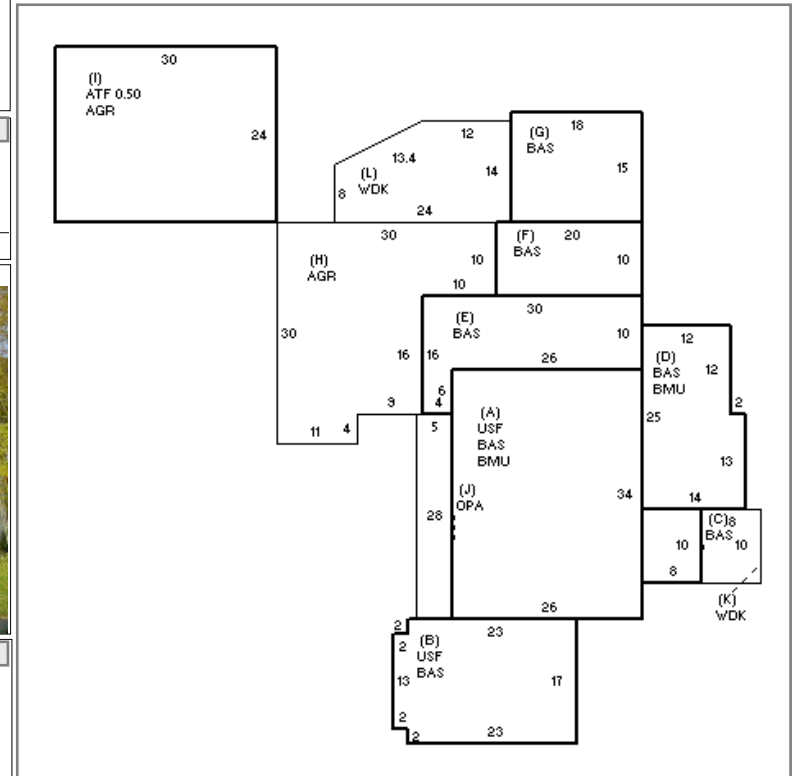 30
(I)
ATF 0.50
AGR
24
12
13.4
(L)
WDK
14
8
24
18
(G)
BAS
15
30
(H)
AGR
10
10
(F)
BAS
20
10
30
16
9
11
4
(E)
BAS
30
10
16
26
6
4
12
(D)
BAS
BMU
12
2
25
13
14
5
28
(A)
USF
BAS
BMU
(J)
OPA
34
26
(C)
BAS
8
10
10
8
(K)
WDK
2
2
(B)
USF
BAS
23
13
17
2
2
23